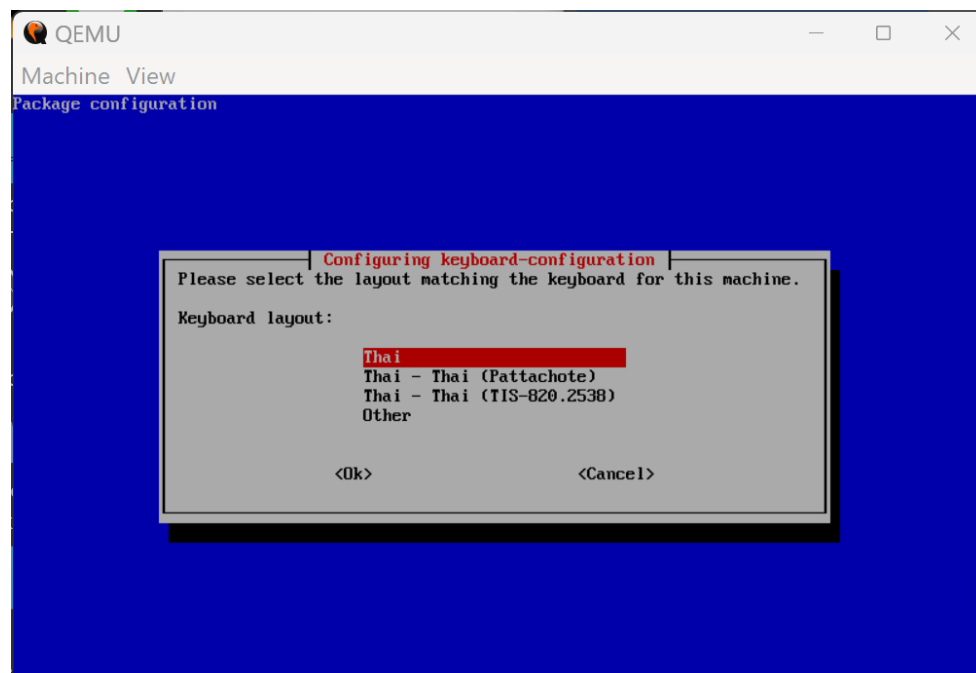 QEMU
Machine View
Package configuration
Configuring keyboard-configuration
Please select the layout matching the keyboard for this machine.
Keyboard layout:
Thai
Thai - Thai (Pattachote)
Thai - Thai (TIS-820.2538)
Other
<Ok> <Cancel>